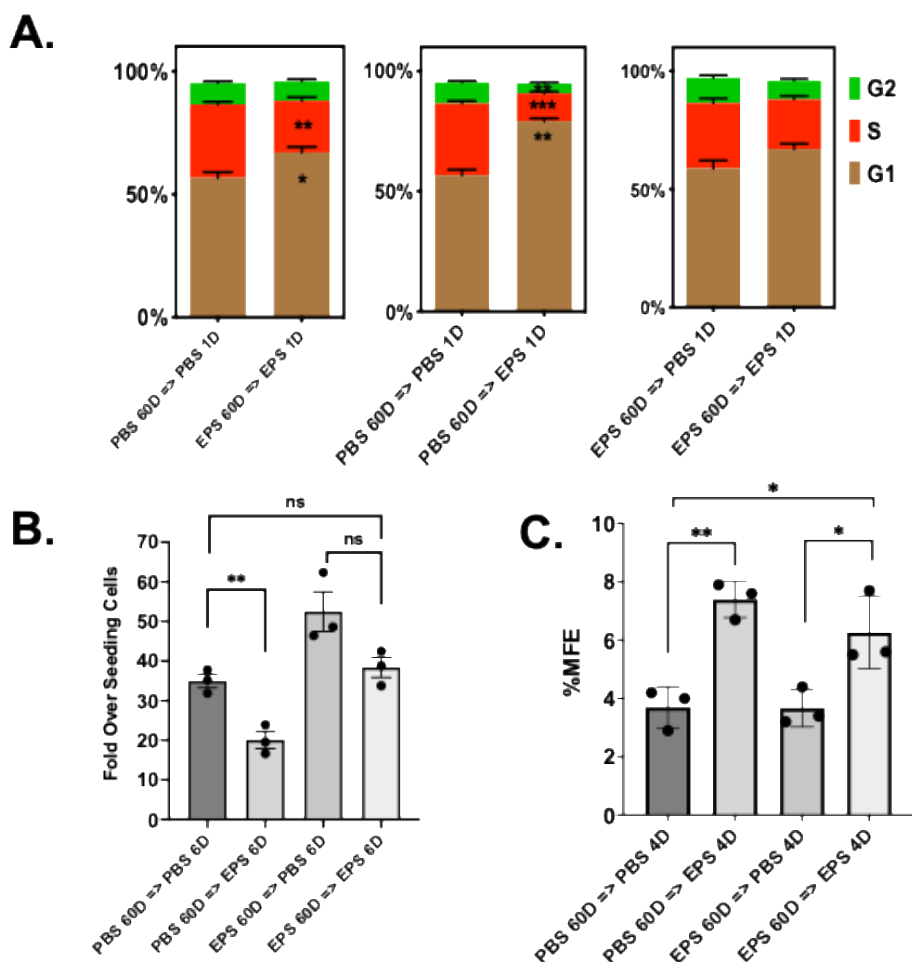 A.
100%
50%
0%
**
*
PBS 60D => PBS 1D
EPS 60D => EPS 1D
100%
50%
0%
**
***
**
PBS 60D => PBS 1D
PBS 60D => EPS 1D
100%
50%
0%
EPS 60D => PBS 1D
EPS 60D => EPS 1D
G2
S
G1
B.
Fold Over Seeding Cells
70
60
50
40
30
20
10
0
ns
ns
**
PBS 60D => PBS 6D
PBS 60D => EPS 6D
EPS 60D => PBS 6D
EPS 60D => EPS 6D
C.
%MFE
10
8
6
4
2
0
*
**
*
PBS 60D => PBS 4D
PBS 60D => EPS 4D
EPS 60D => PBS 4D
EPS 60D => EPS 4D